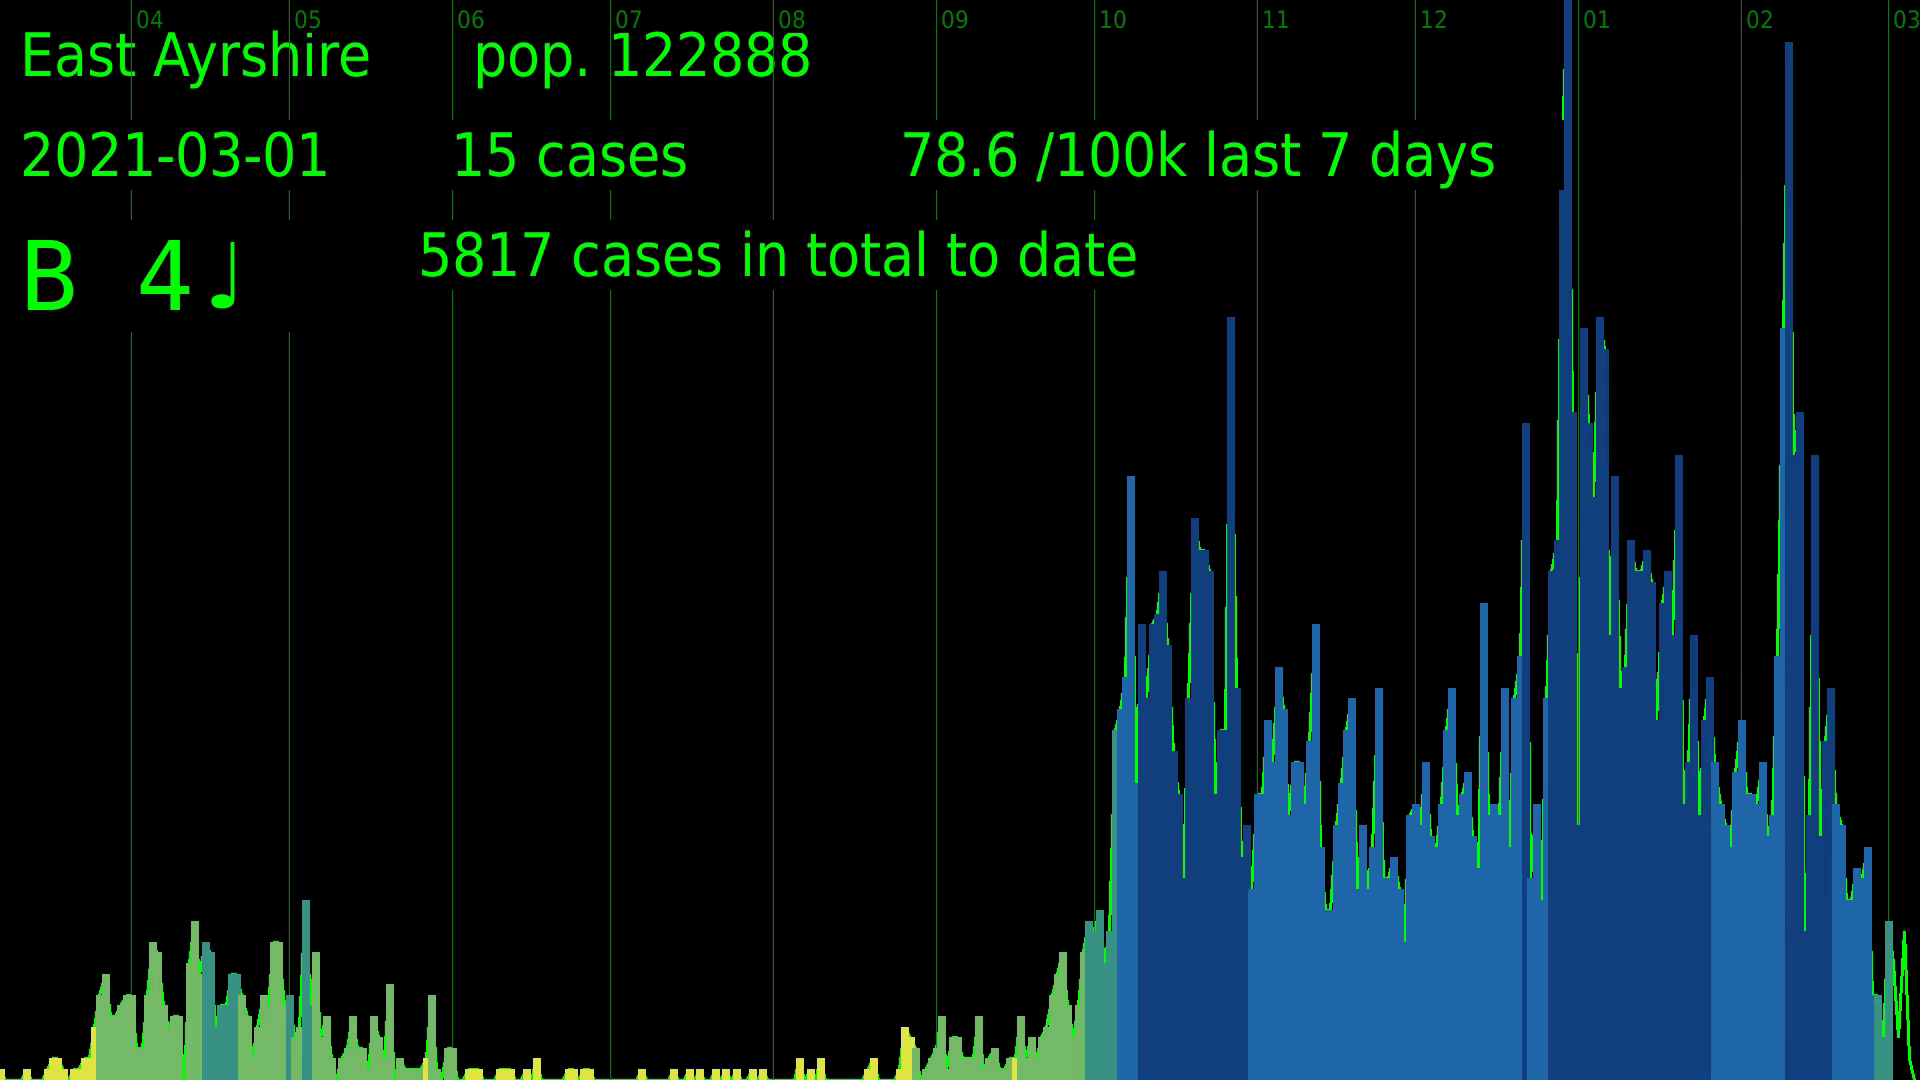 04 05 06 07 08 09 10 11 12 01 02 03
East Ayrshire pop. 122888
2021-03-01 15 cases 78.6 /100k last 7 days
B 4♩ 5817 cases in total to date